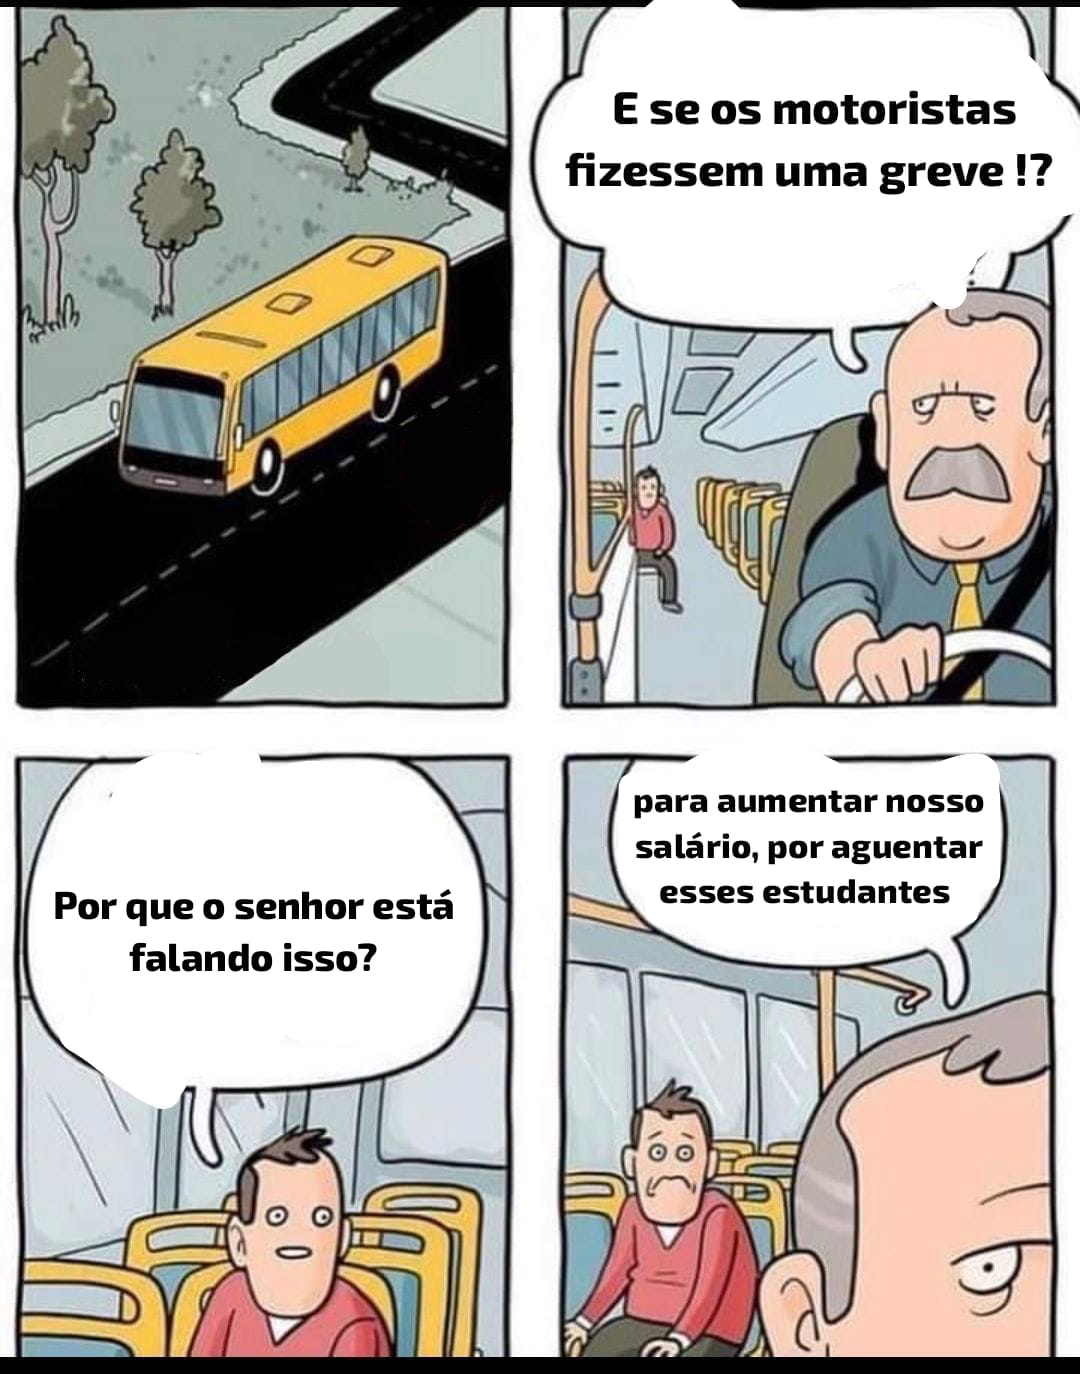 E se os motoristas
fizessem uma greve !?
Por que o senhor está
falando isso?
para aumentar nosso
salário, por aguentar
esses estudantes